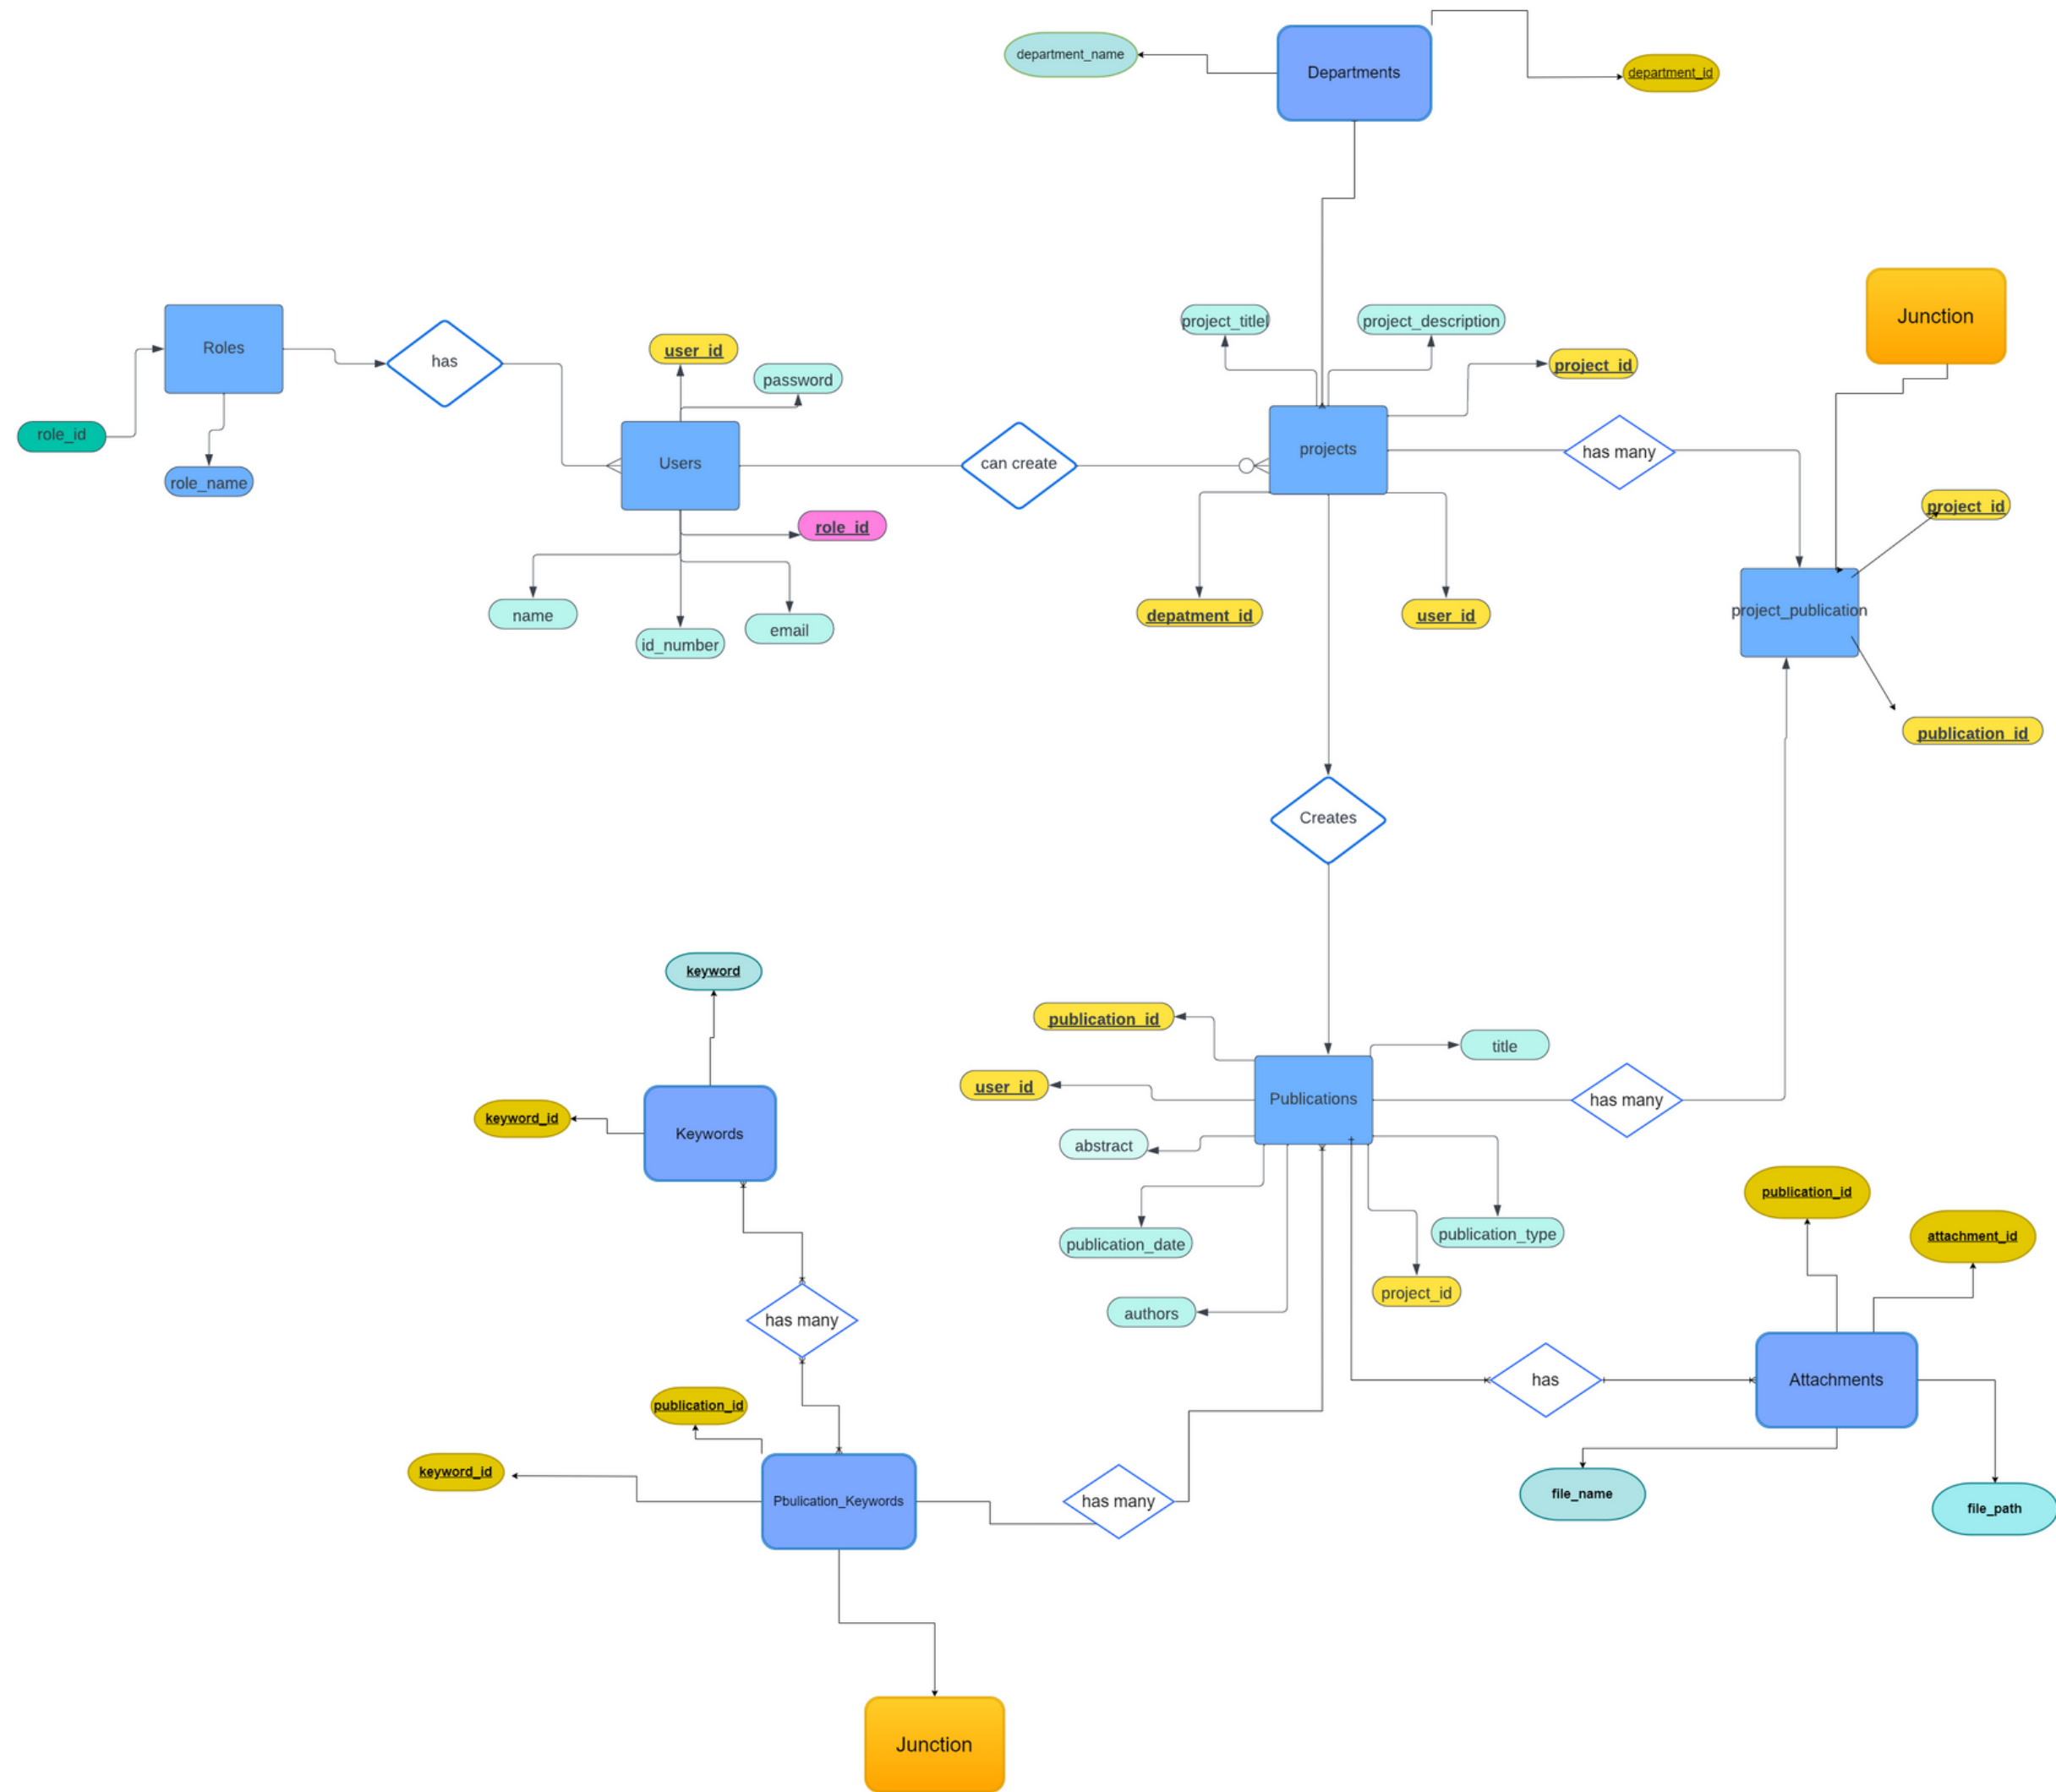 department_name
Departments
department_id
Junction
Roles
has
user_id
password
project_titlel
project_description
project_id
role_id
role_name
Users
can create
projects
has many
role_id
project_id
name
id_number
email
depatment_id
user_id
project_publication
publication_id
Creates
keyword
publication_id
title
user_id
Publications
has many
keyword_id
Keywords
abstract
publication_date
publication_type
project_id
authors
publication_id
attachment_id
has many
has
Attachments
publication_id
keyword_id
Pbulication_Keywords
has many
file_name
file_path
Junction